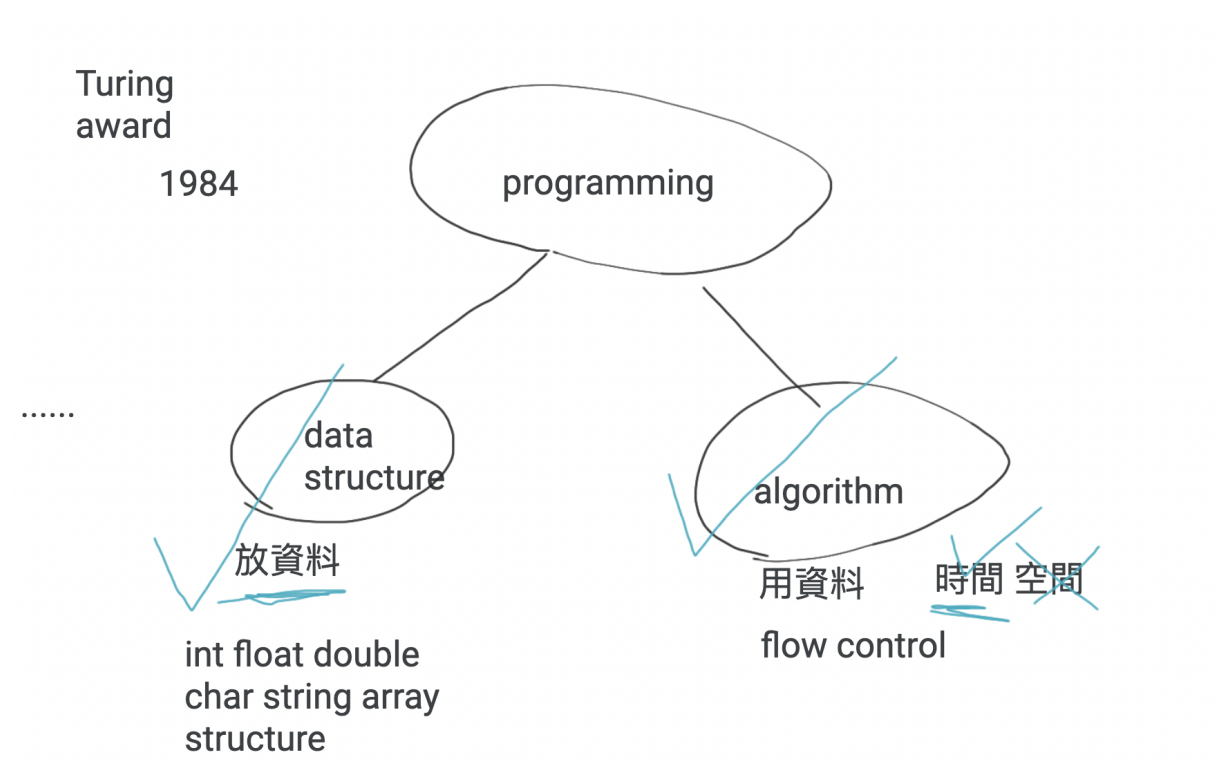 Turing
award
1984
programming
......
data
structure
algorithm
放資料
用資料
時間 空間
int float double
char string array
structure
flow control